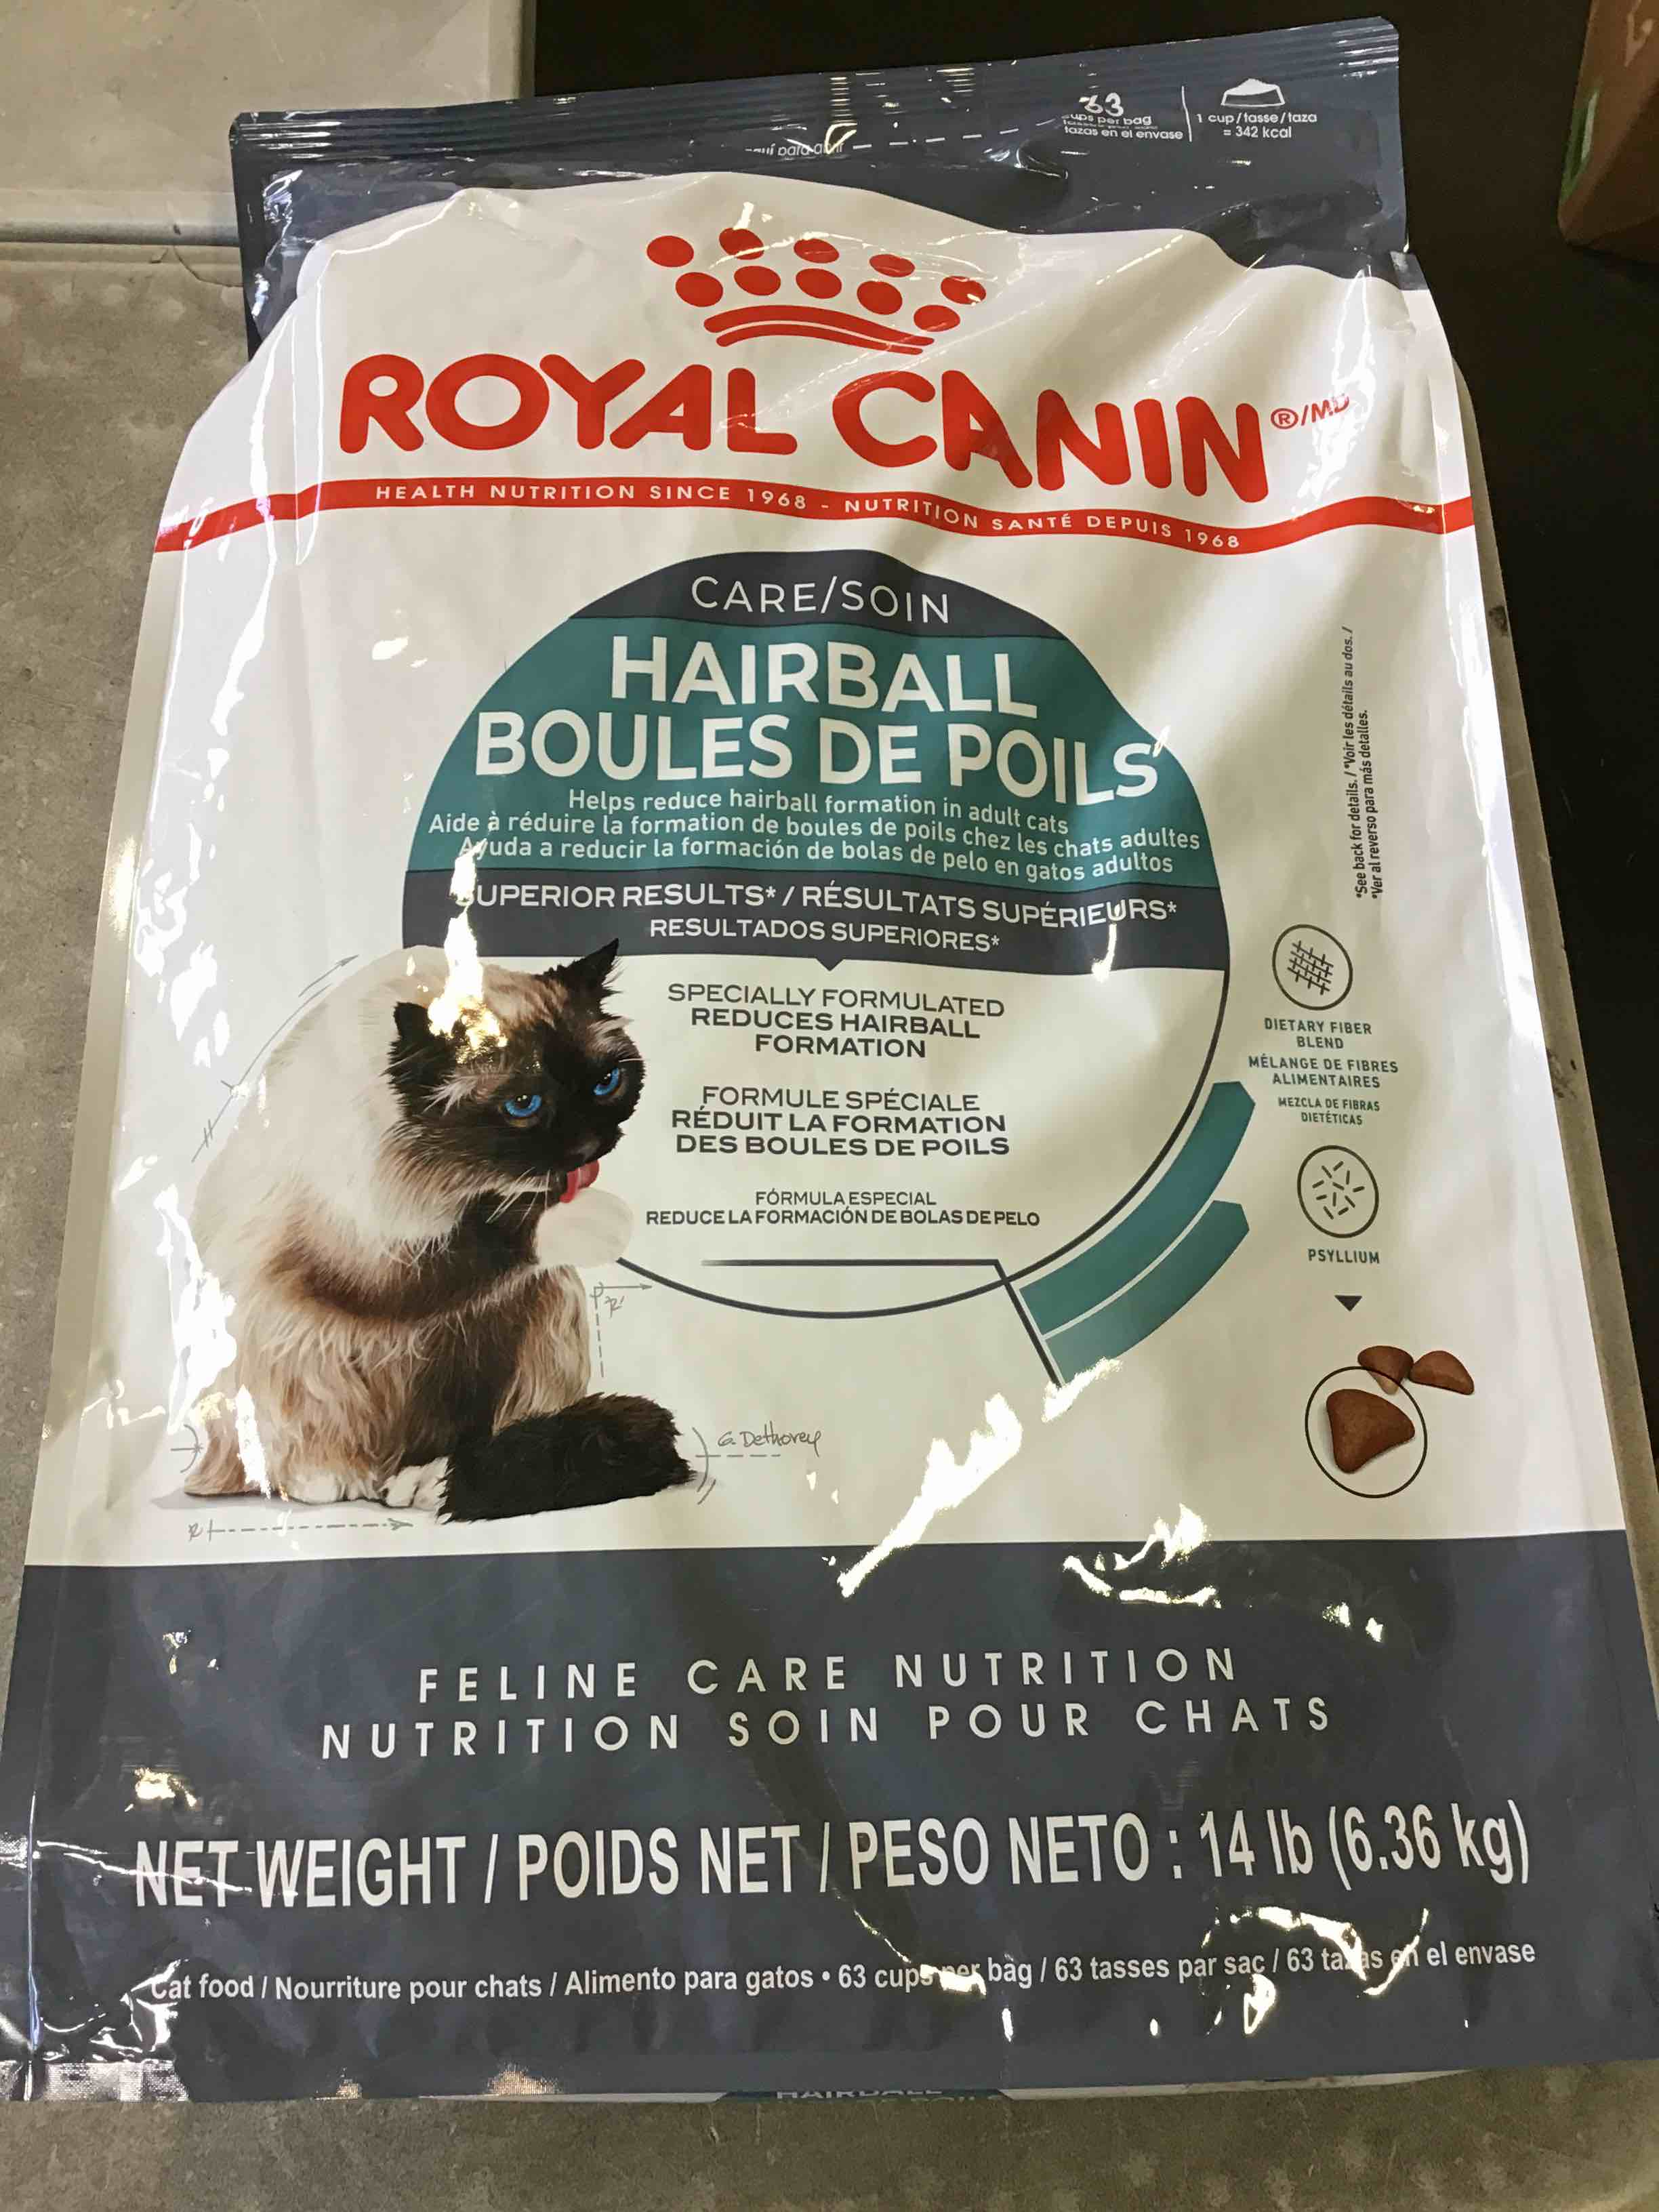 63
cups per bag
tazas en el envase
1 cup/tasse/taza
= 342 kcal
aquí para abrir
ROYAL CANIN®/MD
HEALTH NUTRITION SINCE 1968 - NUTRITION SANTÉ DEPUIS 1968
CARE/SOIN
HAIRBALL
BOULES DE POILS
Helps reduce hairball formation in adult cats
Aide à réduire la formation de boules de poils chez les chats adultes
Ayuda a reducir la formación de bolas de pelo en gatos adultos
SUPERIOR RESULTS* / RÉSULTATS SUPÉRIEURS*
RESULTADOS SUPERIORES*
SPECIALLY FORMULATED
REDUCES HAIRBALL
FORMATION
FORMULE SPÉCIALE
RÉDUIT LA FORMATION
DES BOULES DE POILS
FÓRMULA ESPECIAL
REDUCE LA FORMACIÓN DE BOLAS DE PELO
*See back for details. / *Voir les détails au dos. /
*Ver al reverso para más detalles.
DIETARY FIBER
BLEND
MÉLANGE DE FIBRES
ALIMENTAIRES
MEZCLA DE FIBRAS
DIETÉTICAS
PSYLLIUM
G. Dethorey
FELINE CARE NUTRITION
NUTRITION SOIN POUR CHATS
NET WEIGHT / POIDS NET / PESO NETO : 14 lb (6.36 kg)
Cat food / Nourriture pour chats / Alimento para gatos • 63 cups per bag / 63 tasses par sac / 63 tazas en el envase
HAIRBALL